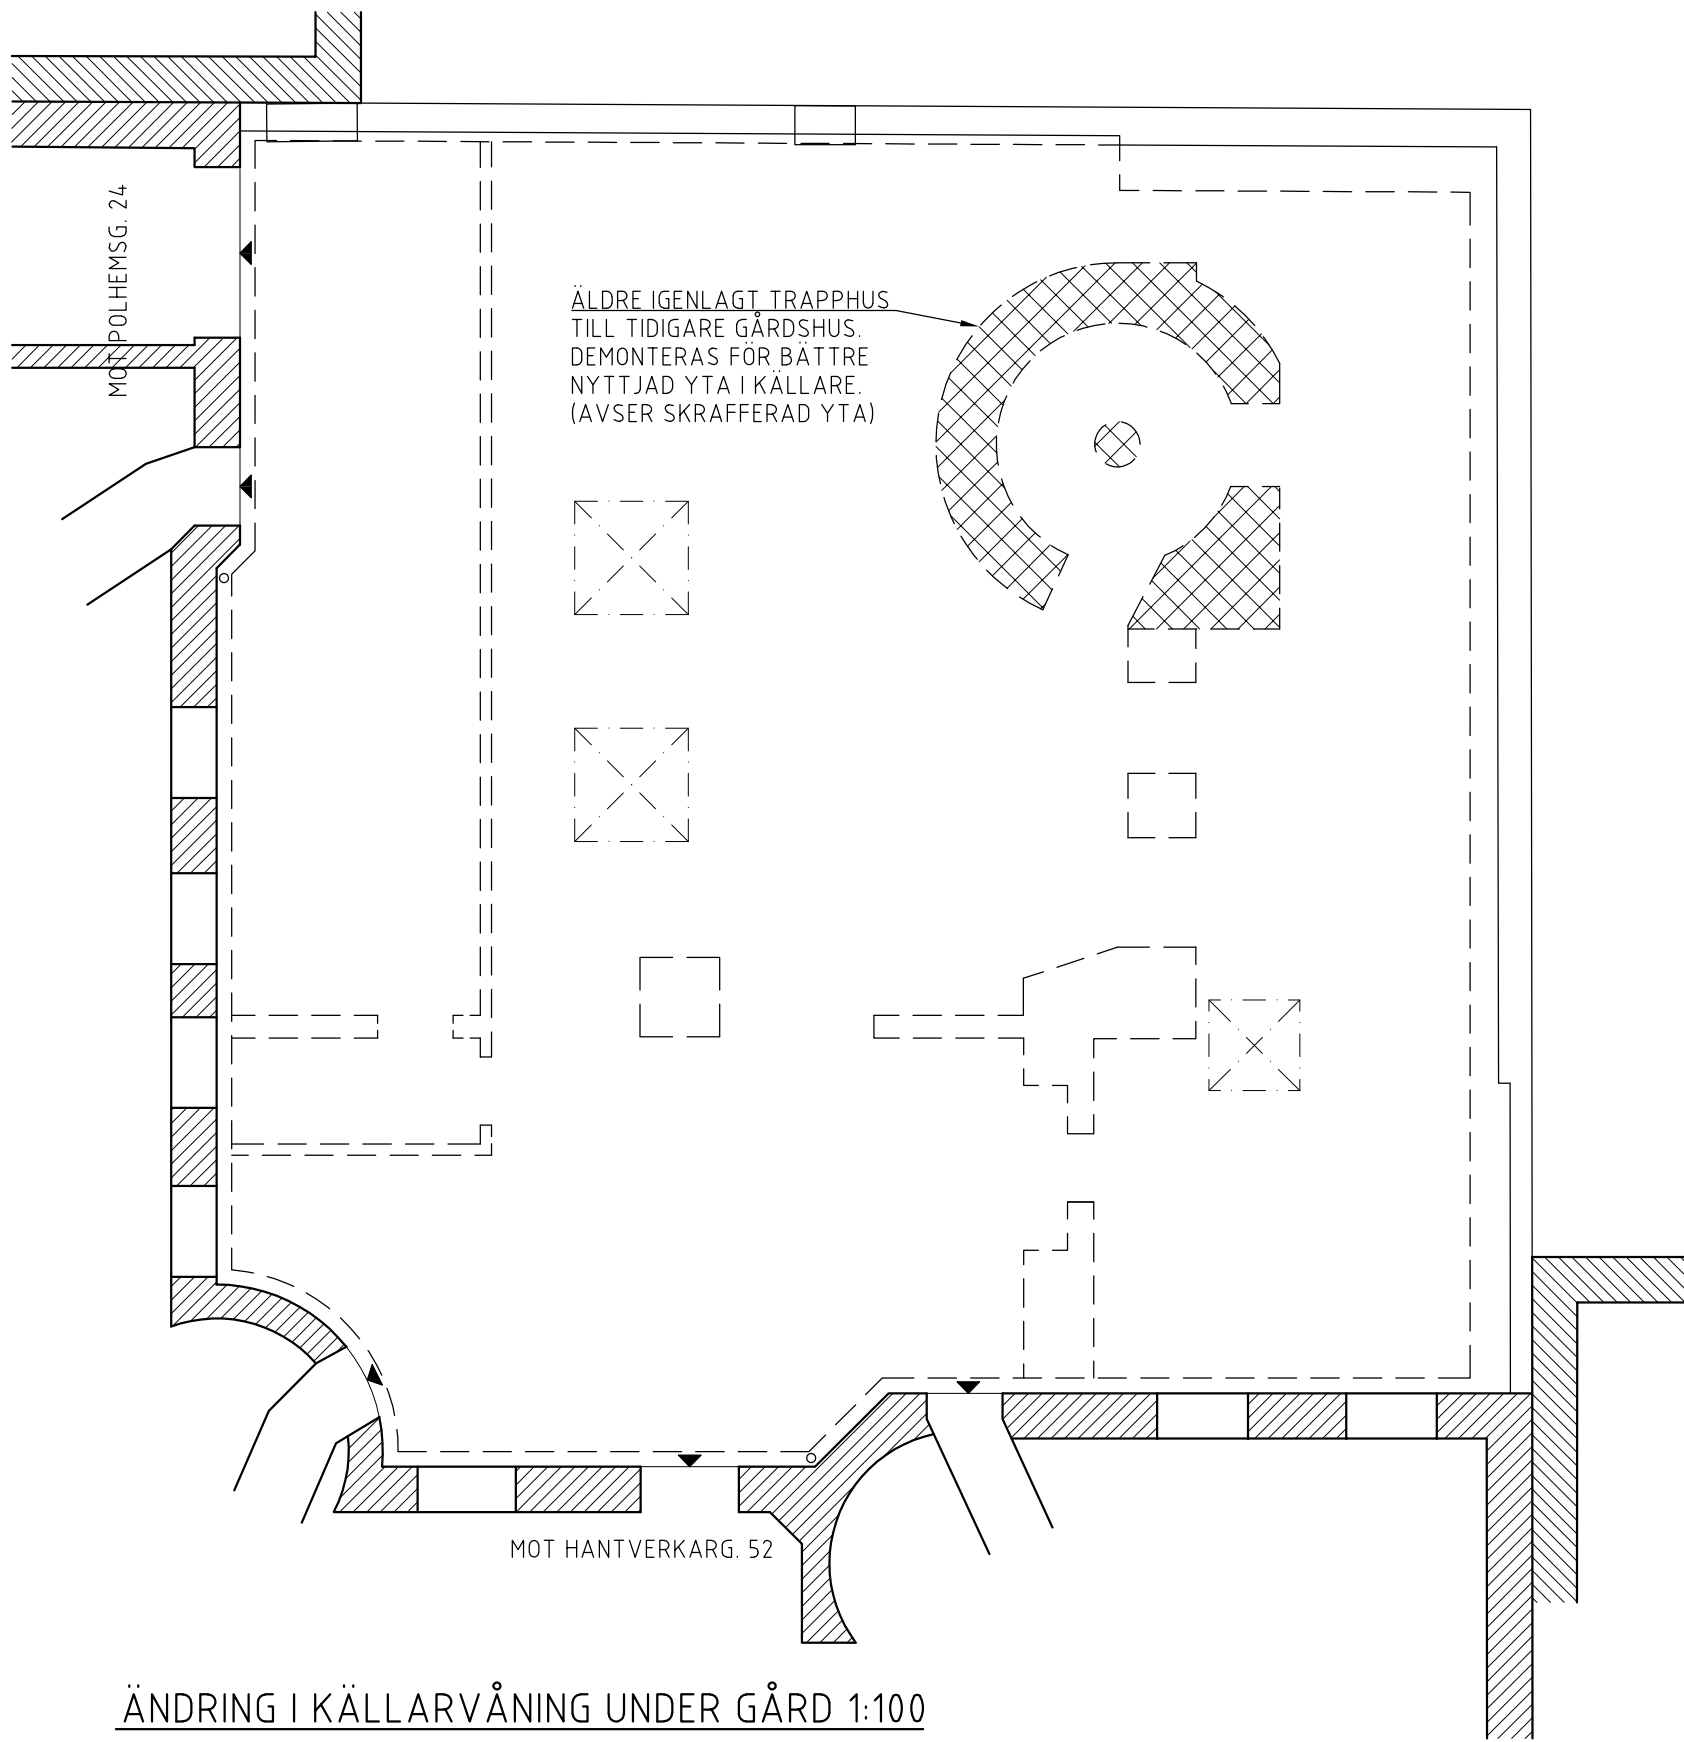 MOT POLHEMSG. 24
ÄLDRE IGENLAGT TRAPPHUS
TILL TIDIGARE GÅRDSHUS.
DEMONTERAS FÖR BÄTTRE
NYTTJAD YTA I KÄLLARE.
(AVSER SKRAFFERAD YTA)
MOT HANTVERKARG. 52
ÄNDRING I KÄLLARVÅNING UNDER GÅRD 1:100